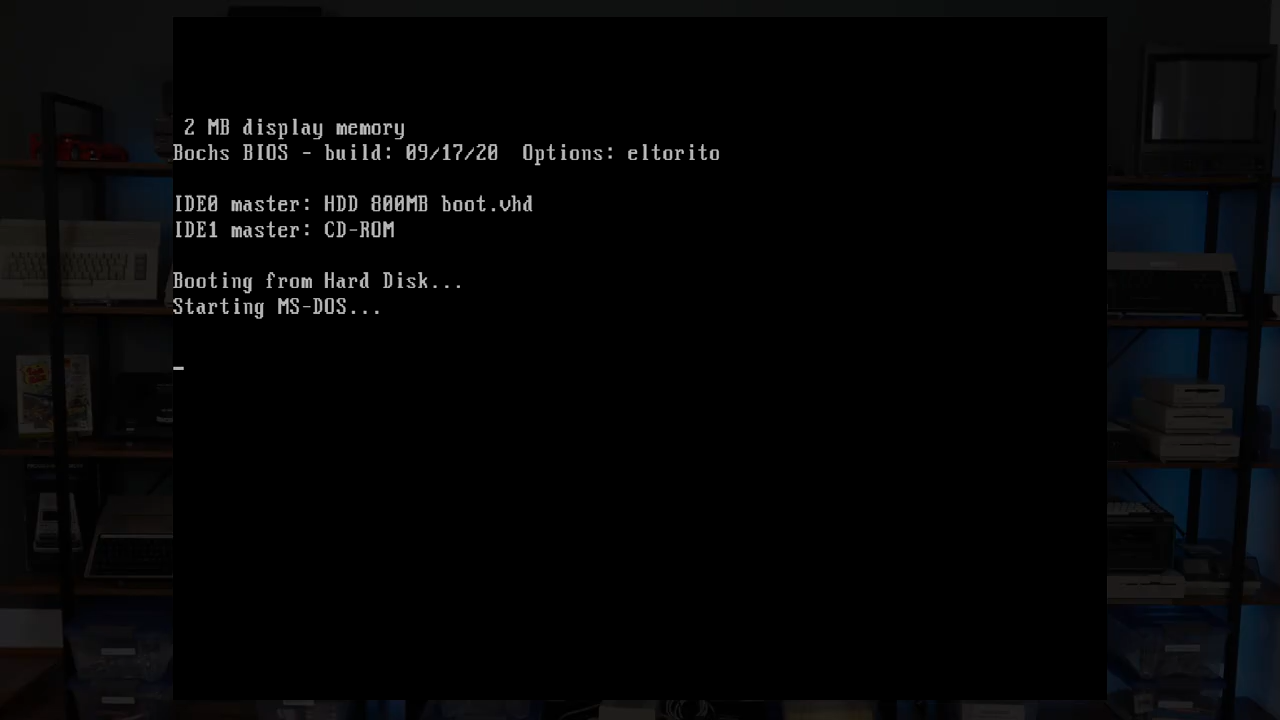 2 MB display memory
Bochs BIOS - build: 09/17/20  Options: eltorito
IDE0 master: HDD 800MB boot.vhd
IDE1 master: CD-ROM
Booting from Hard Disk...
Starting MS-DOS...